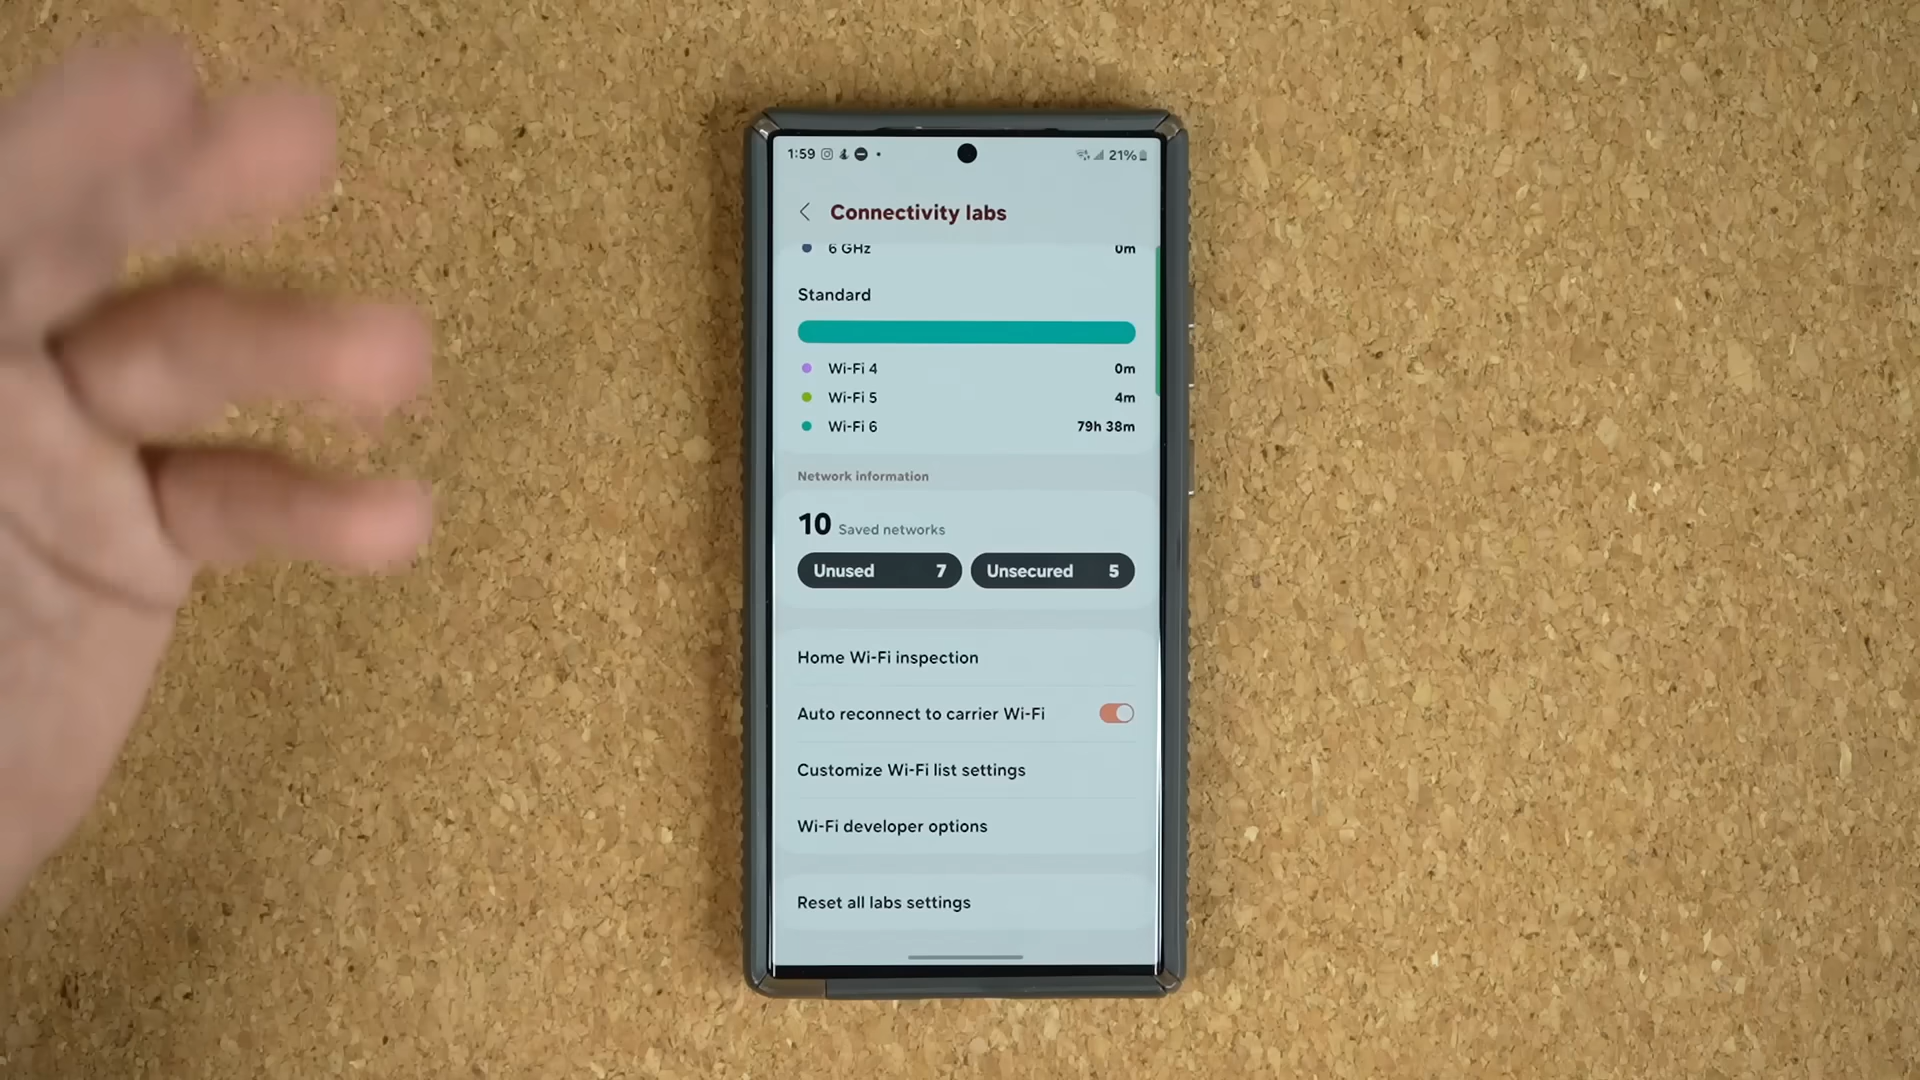 1:59 21%
Connectivity labs
6 GHz 0m
Standard
Wi-Fi 4 0m
Wi-Fi 5 4m
Wi-Fi 6 79h 38m
Network information
10 Saved networks
Unused 7 Unsecured 5
Home Wi-Fi inspection
Auto reconnect to carrier Wi-Fi
Customize Wi-Fi list settings
Wi-Fi developer options
Reset all labs settings